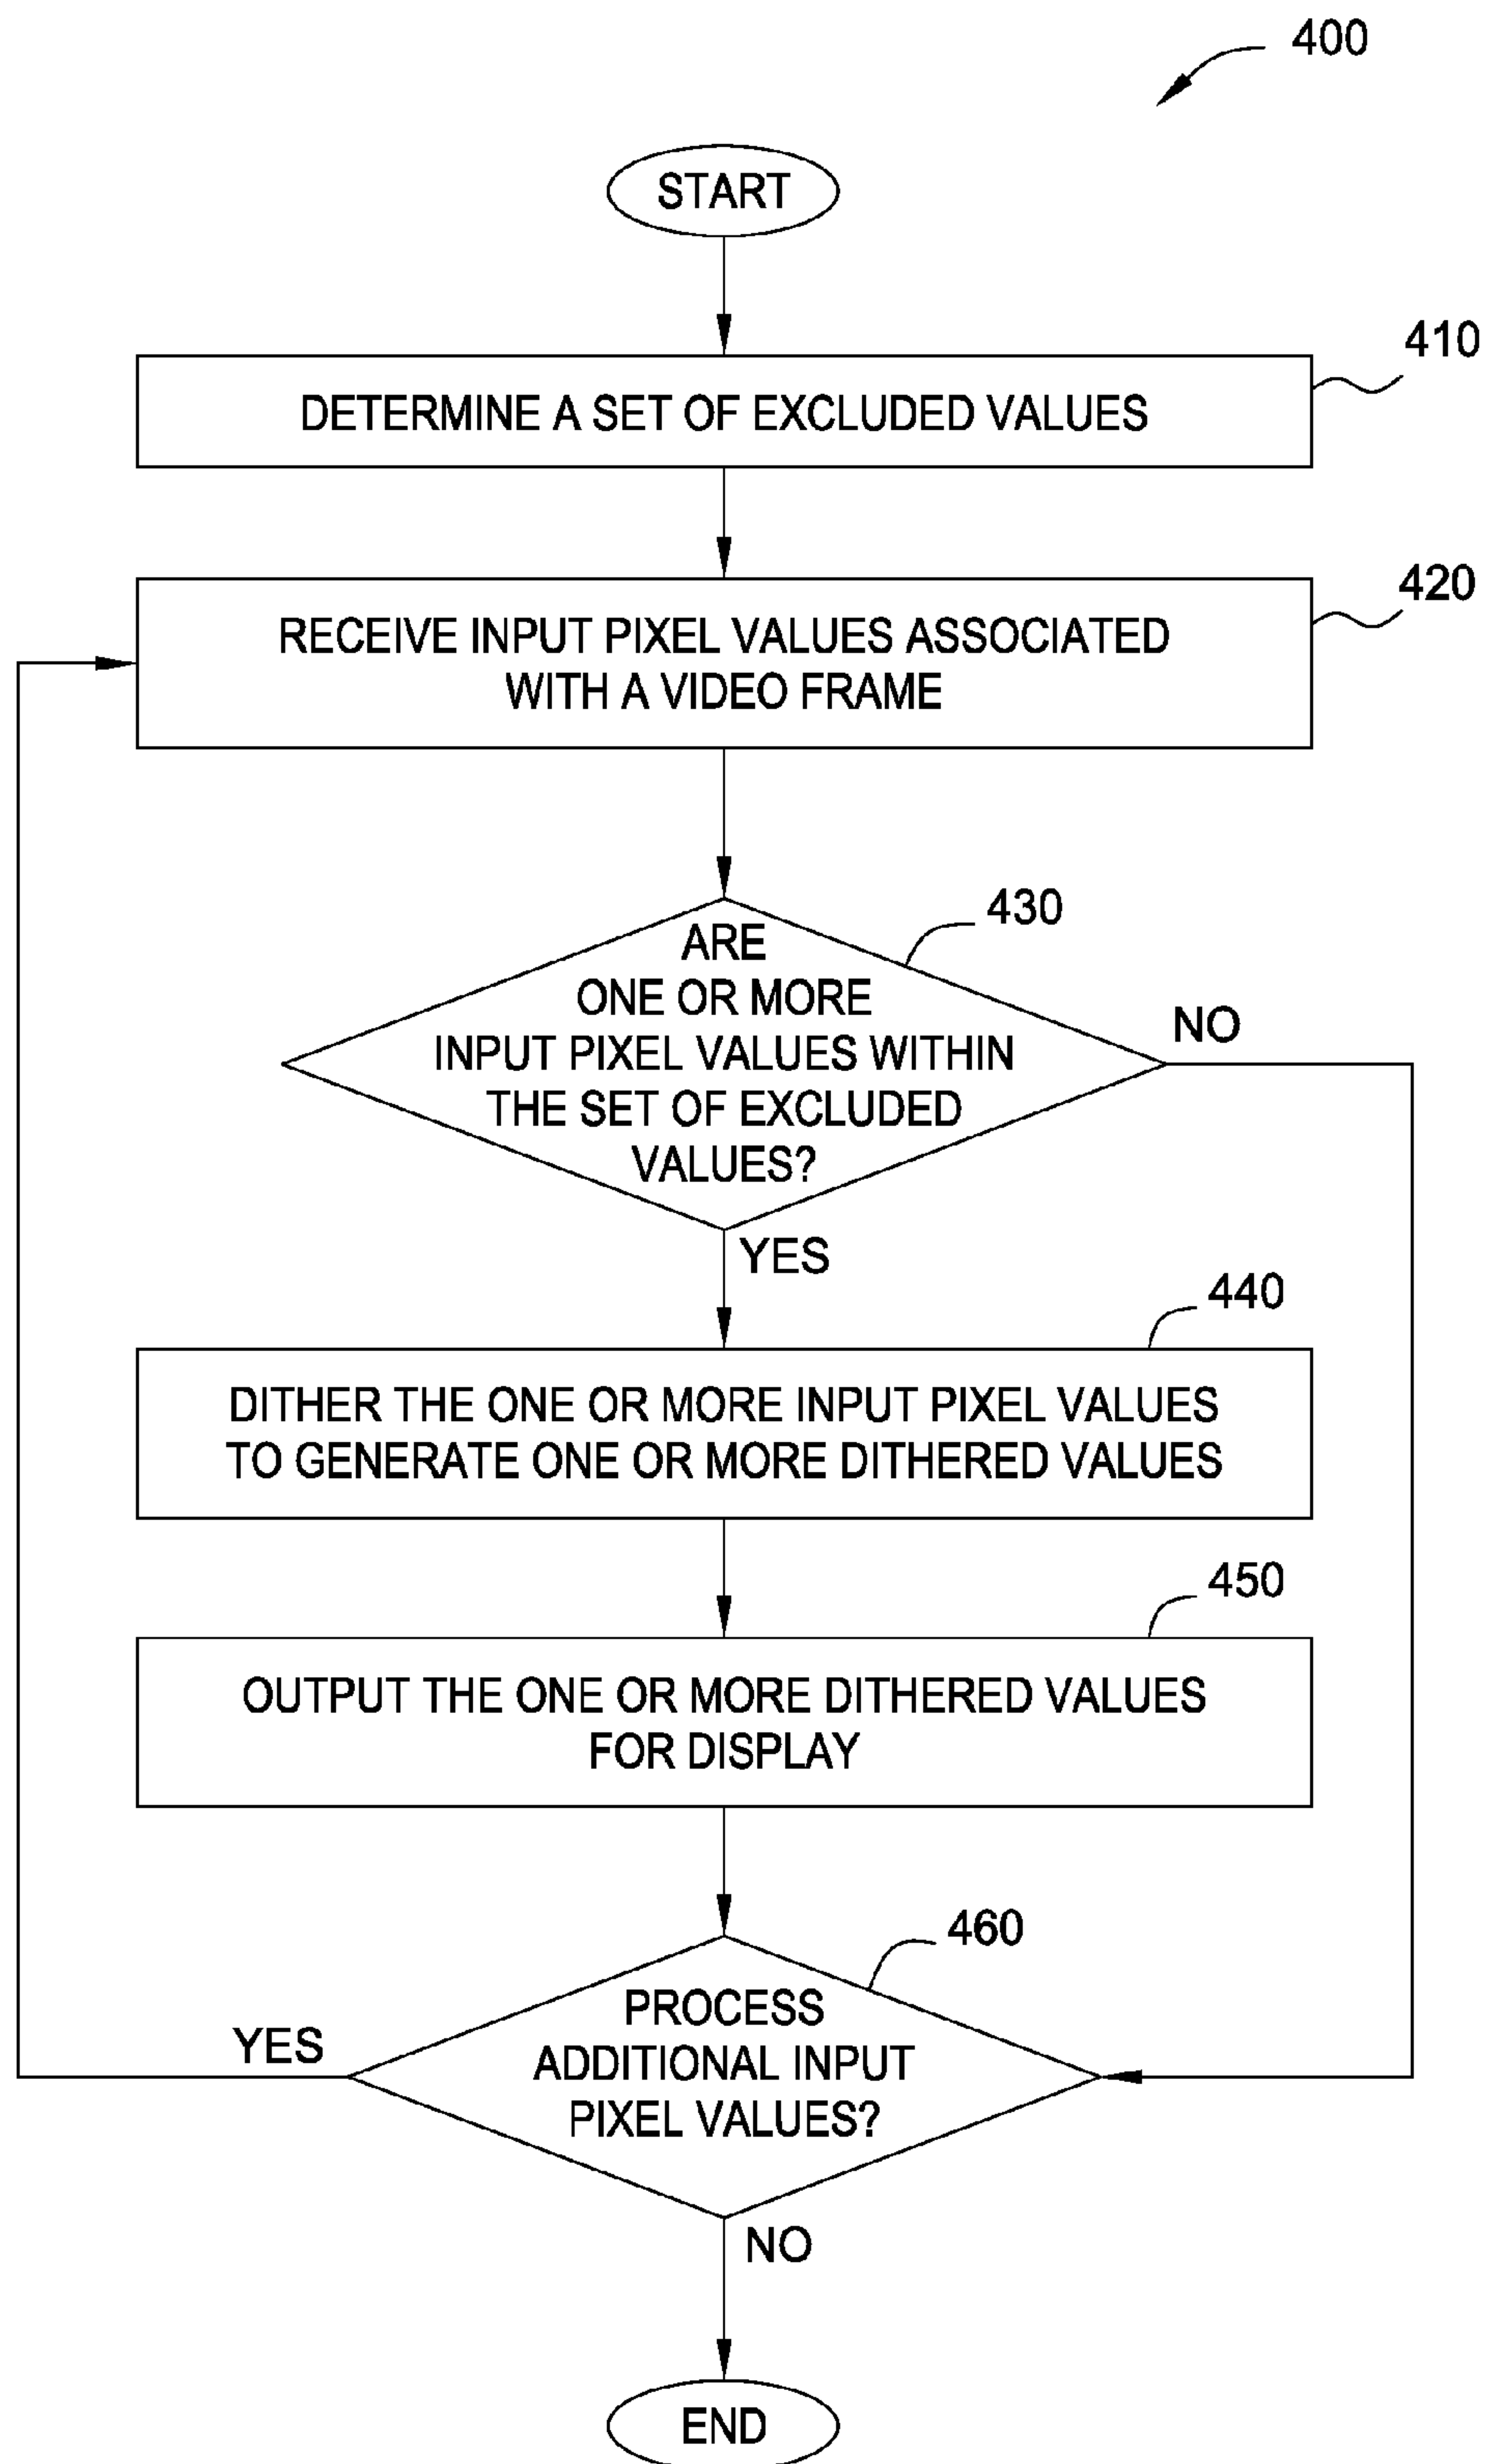 400
START
410
DETERMINE A SET OF EXCLUDED VALUES
420
RECEIVE INPUT PIXEL VALUES ASSOCIATED
WITH A VIDEO FRAME
430
ARE
ONE OR MORE
INPUT PIXEL VALUES WITHIN
THE SET OF EXCLUDED
VALUES?
NO
YES
440
DITHER THE ONE OR MORE INPUT PIXEL VALUES
TO GENERATE ONE OR MORE DITHERED VALUES
450
OUTPUT THE ONE OR MORE DITHERED VALUES
FOR DISPLAY
460
PROCESS
ADDITIONAL INPUT
PIXEL VALUES?
YES
NO
END